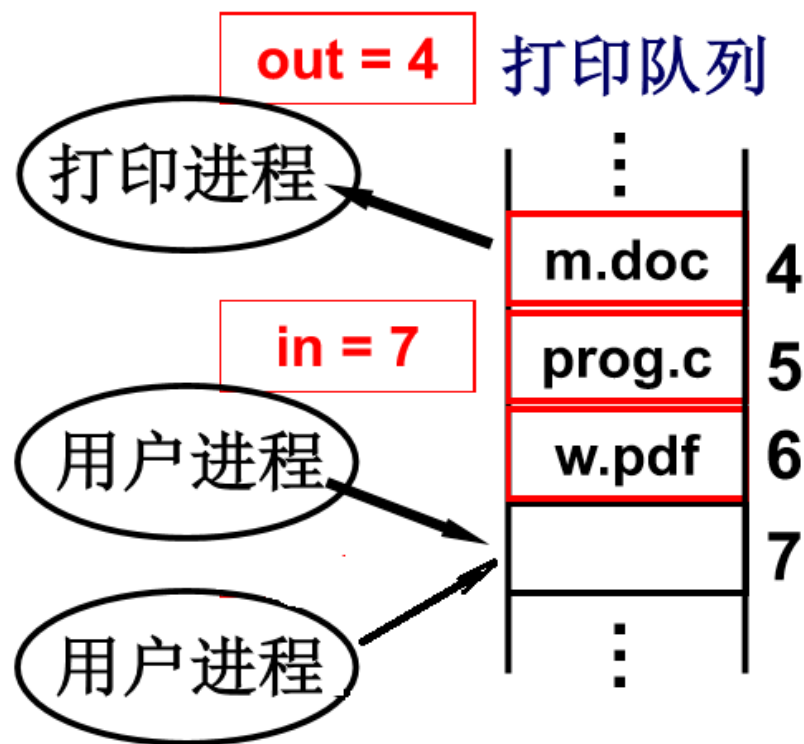 out = 4
打印队列
打印进程
m.doc
4
in = 7
prog.c
5
用户进程
w.pdf
6
7
用户进程